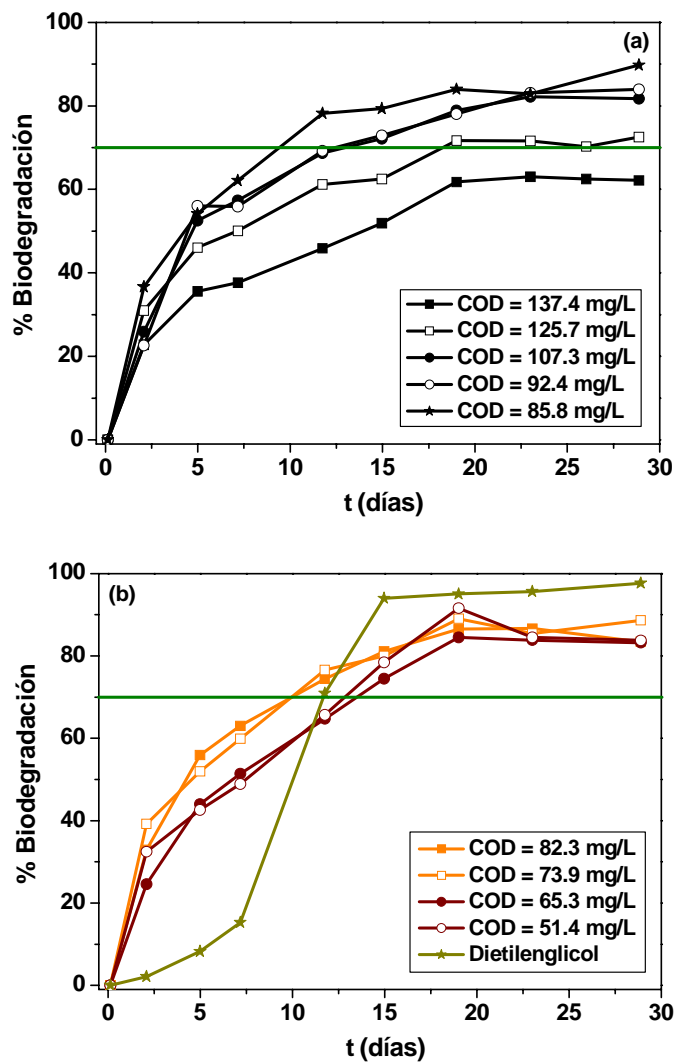 100
(a)
80
60
40
20
0
% Biodegradación
COD = 137.4 mg/L
COD = 125.7 mg/L
COD = 107.3 mg/L
COD = 92.4 mg/L
COD = 85.8 mg/L
0 5 10 15 20 25 30
t (días)
100
(b)
80
60
40
20
0
% Biodegradación
COD = 82.3 mg/L
COD = 73.9 mg/L
COD = 65.3 mg/L
COD = 51.4 mg/L
Dietilenglicol
0 5 10 15 20 25 30
t (días)